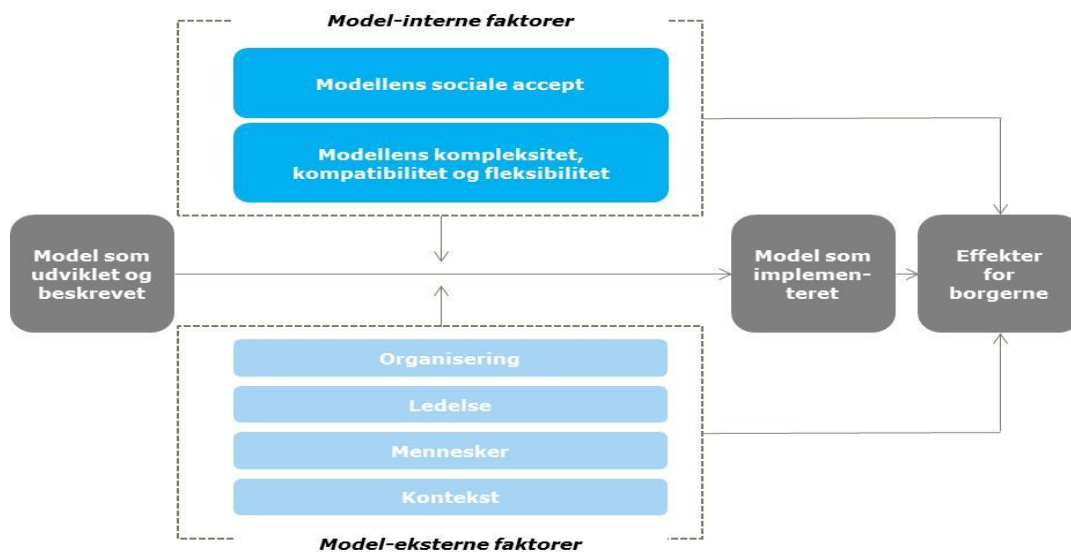 Model-interne faktorer
Modellens sociale accept
Modellens kompleksitet,
kompatibilitet og fleksibilitet
Model som
udviklet og
beskrevet
Model som
implemen-
teret
Effekter
for
borgerne
Organisering
Ledelse
Mennesker
Kontekst
Model-eksterne faktorer